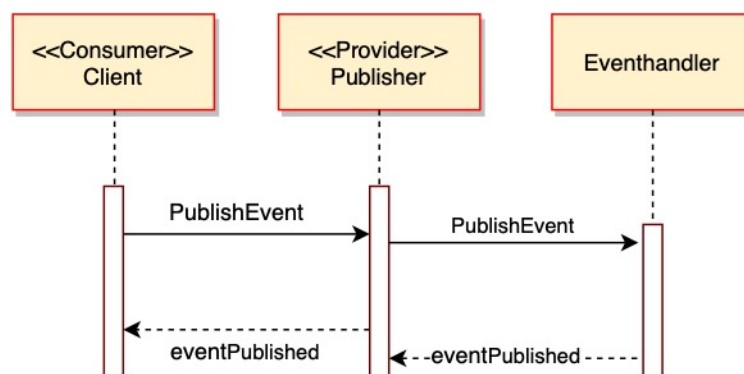 <<Consumer>>
Client
<<Provider>>
Publisher
Eventhandler
PublishEvent
PublishEvent
eventPublished
eventPublished